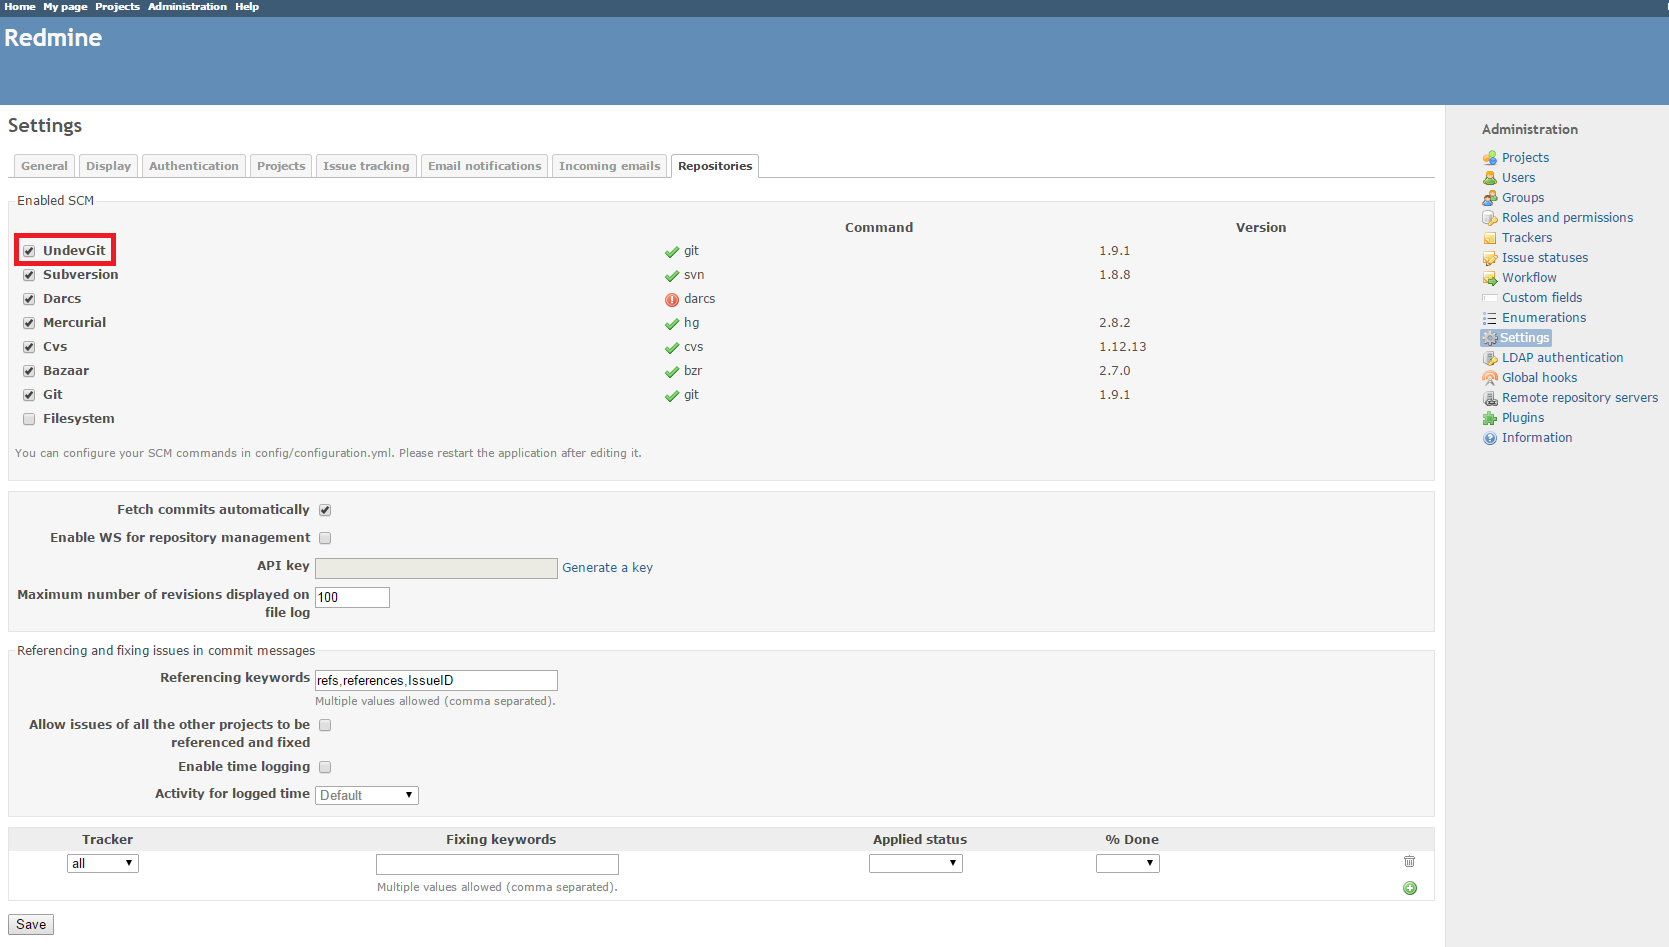 Home My page Projects Administration Help
Redmine
Settings
General Display Authentication Projects Issue tracking Email notifications Incoming emails Repositories
Enabled SCM
Command Version
UndevGit git 1.9.1
Subversion svn 1.8.8
Darcs darcs
Mercurial hg 2.8.2
Cvs cvs 1.12.13
Bazaar bzr 2.7.0
Git git 1.9.1
Filesystem
You can configure your SCM commands in config/configuration.yml. Please restart the application after editing it.
Fetch commits automatically
Enable WS for repository management
API key Generate a key
Maximum number of revisions displayed on
file log 100
Referencing and fixing issues in commit messages
Referencing keywords refs,references,IssueID
Multiple values allowed (comma separated).
Allow issues of all the other projects to be
referenced and fixed
Enable time logging
Activity for logged time Default
Tracker Fixing keywords Applied status % Done
all
Multiple values allowed (comma separated).
Save
Administration
Projects
Users
Groups
Roles and permissions
Trackers
Issue statuses
Workflow
Custom fields
Enumerations
Settings
LDAP authentication
Global hooks
Remote repository servers
Plugins
Information